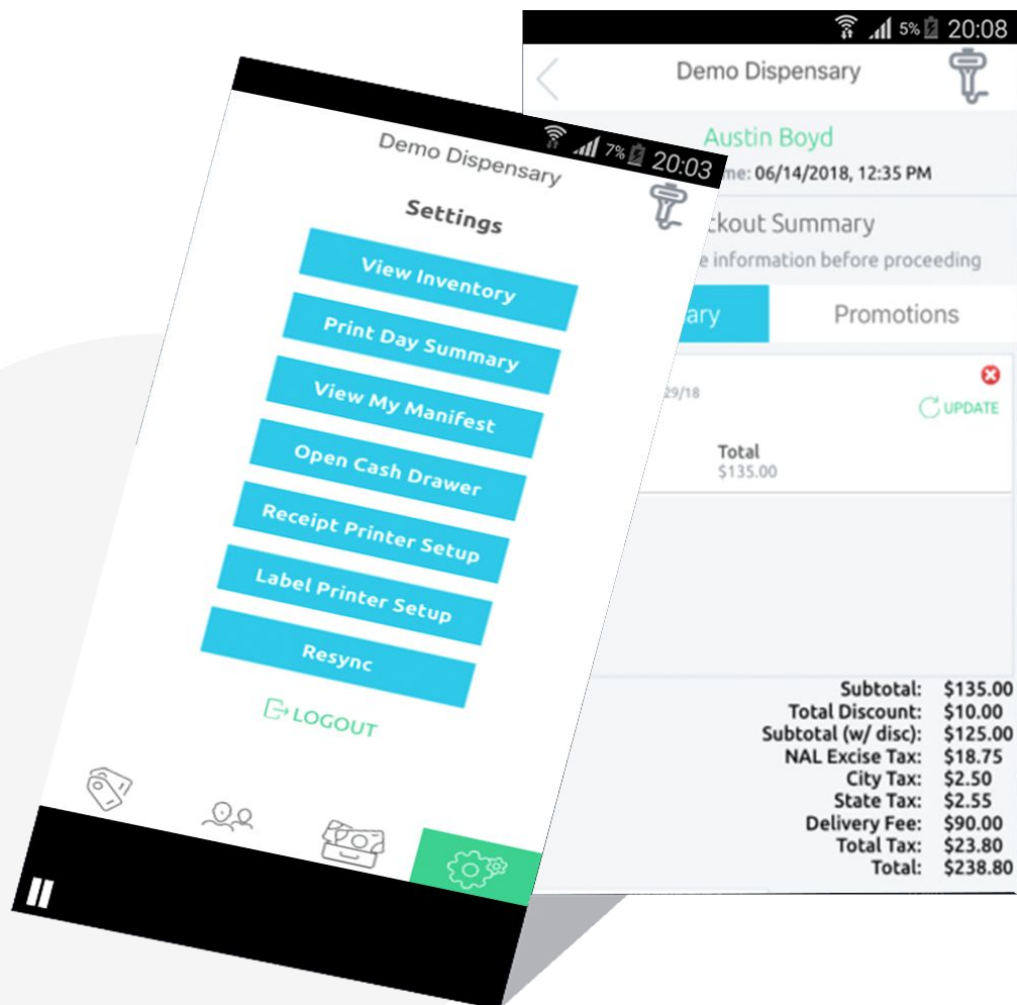 7% 20:03
Demo Dispensary
Settings
View Inventory
Print Day Summary
View My Manifest
Open Cash Drawer
Receipt Printer Setup
Label Printer Setup
Resync
LOGOUT
5% 20:08
Demo Dispensary
Austin Boyd
06/14/2018, 12:35 PM
Summary
information before proceeding
Promotions
29/18
UPDATE
Total
$135.00
Subtotal: $135.00
Total Discount: $10.00
Subtotal (w/ disc): $125.00
NAL Excise Tax: $18.75
City Tax: $2.50
State Tax: $2.55
Delivery Fee: $90.00
Total Tax: $23.80
Total: $238.80